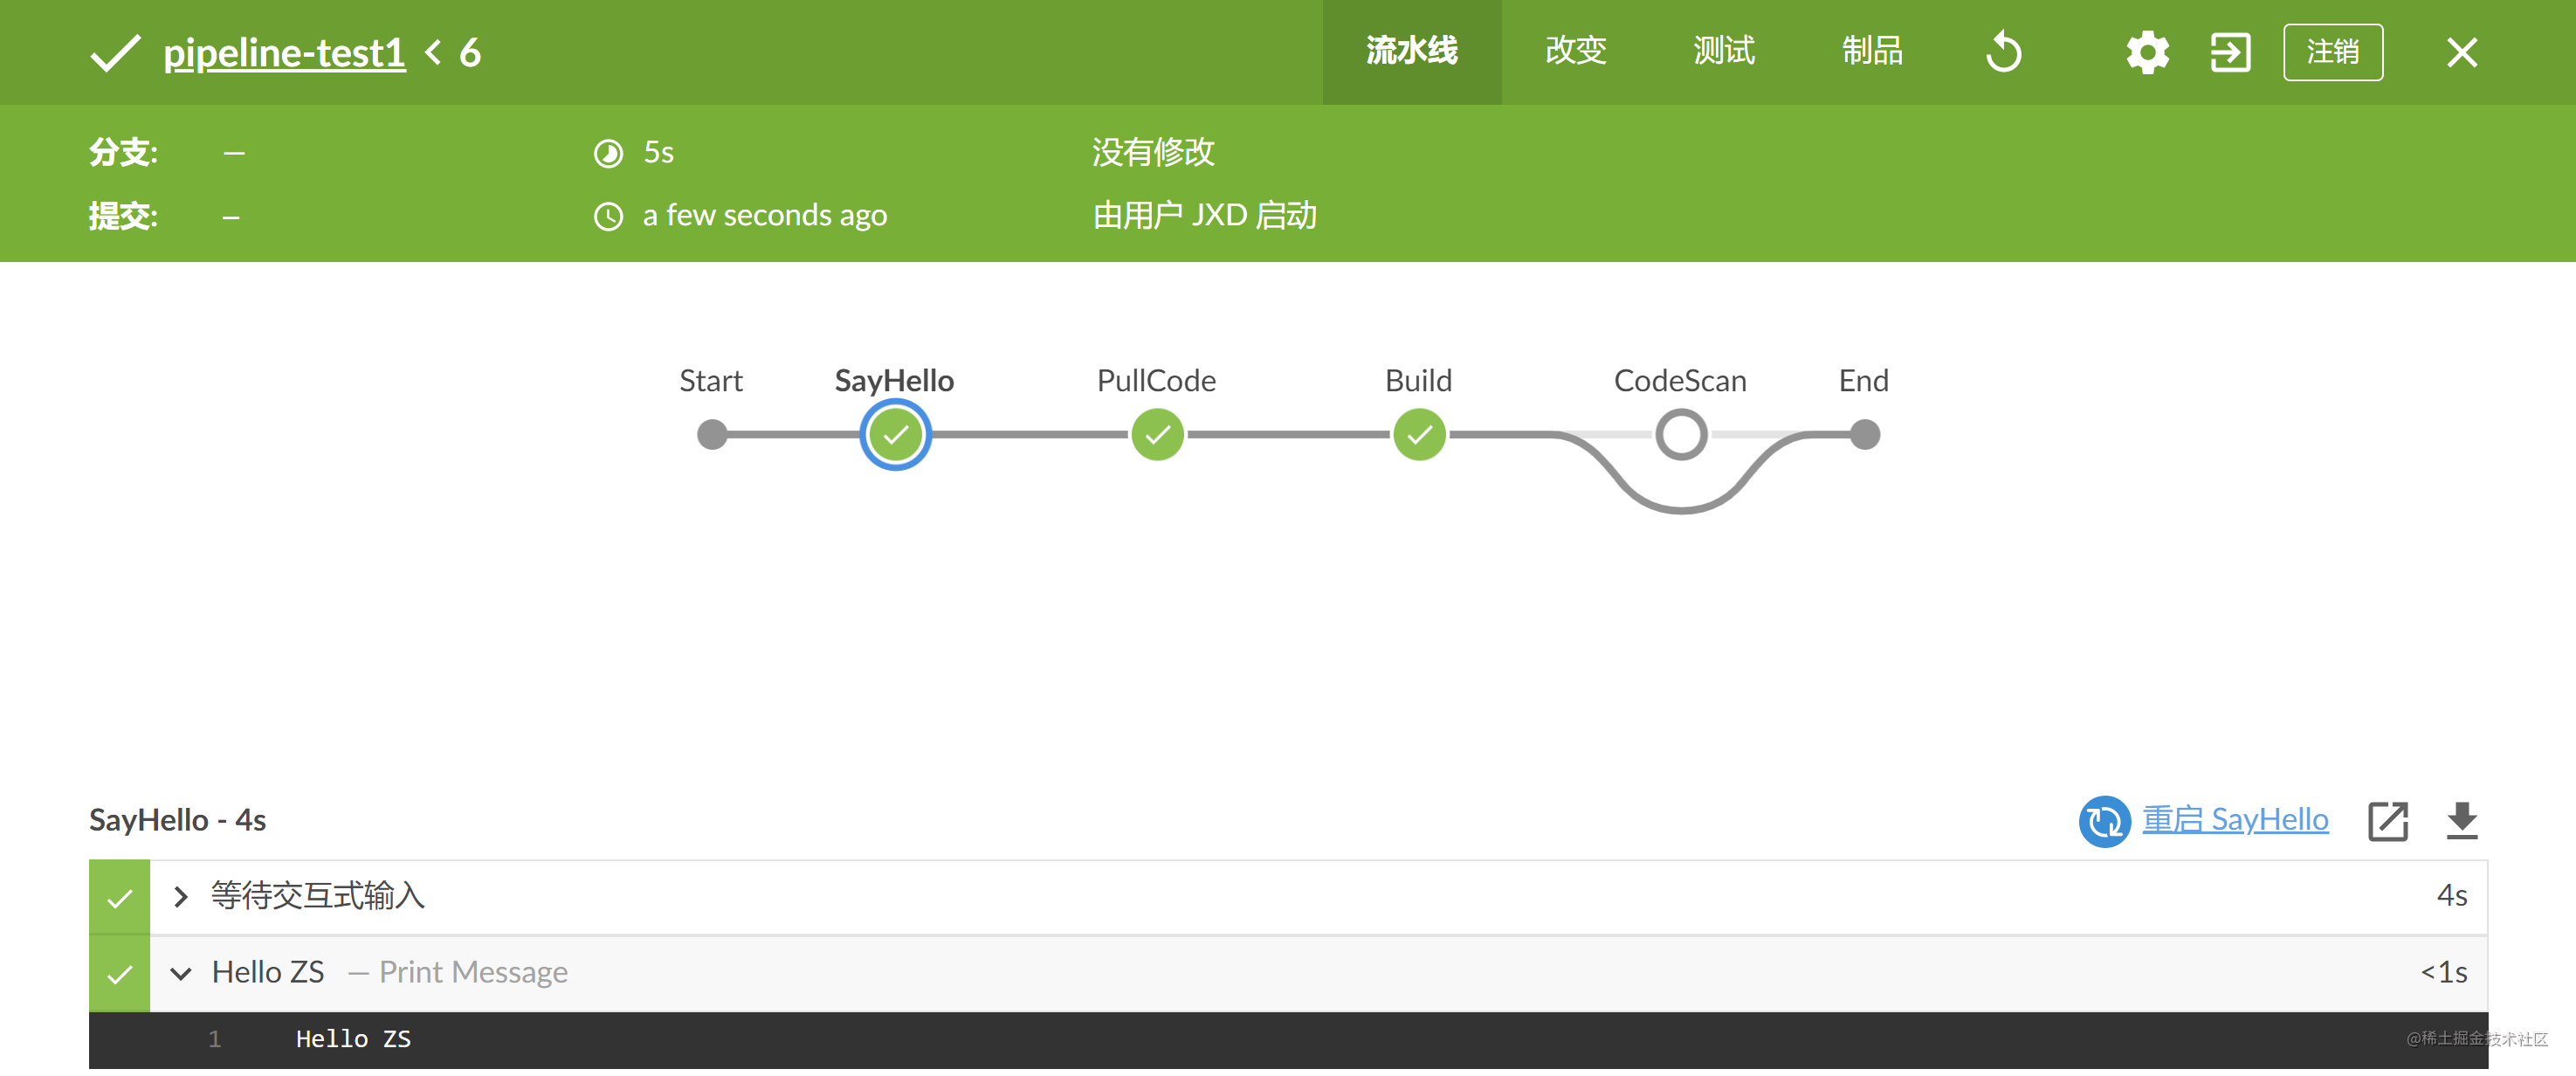 pipeline-test1 < 6
流水线 改变 测试 制品 注销
分支: — 5s 没有修改
提交: – a few seconds ago 由用户 JXD 启动
Start SayHello PullCode Build CodeScan End
SayHello - 4s 重启 SayHello
等待交互式输入 4s
Hello ZS — Print Message <1s
1 Hello ZS
@稀土掘金技术社区